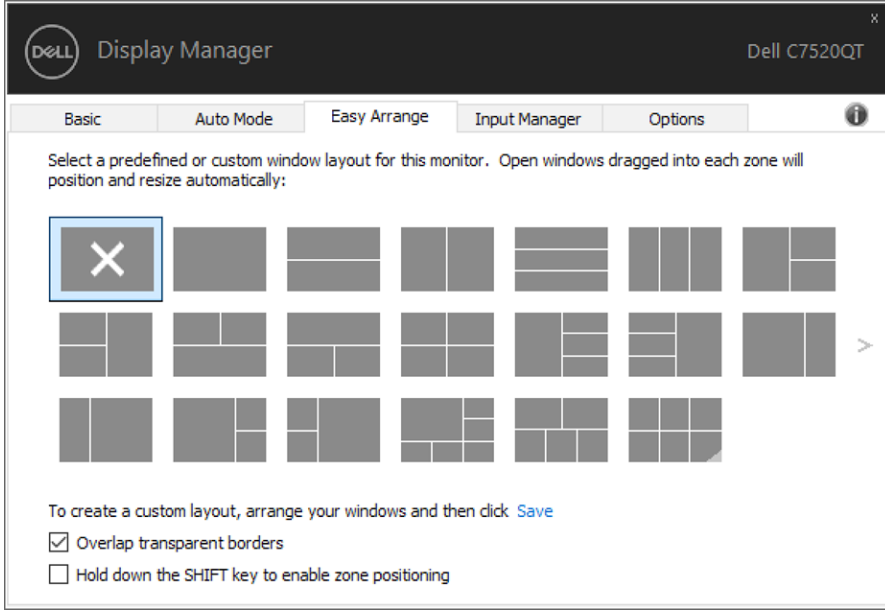 x
DELL
Display Manager
Dell C7520QT
Basic
Auto Mode
Easy Arrange
Input Manager
Options
i
Select a predefined or custom window layout for this monitor. Open windows dragged into each zone will
position and resize automatically:
>
To create a custom layout, arrange your windows and then click Save
Overlap transparent borders
Hold down the SHIFT key to enable zone positioning